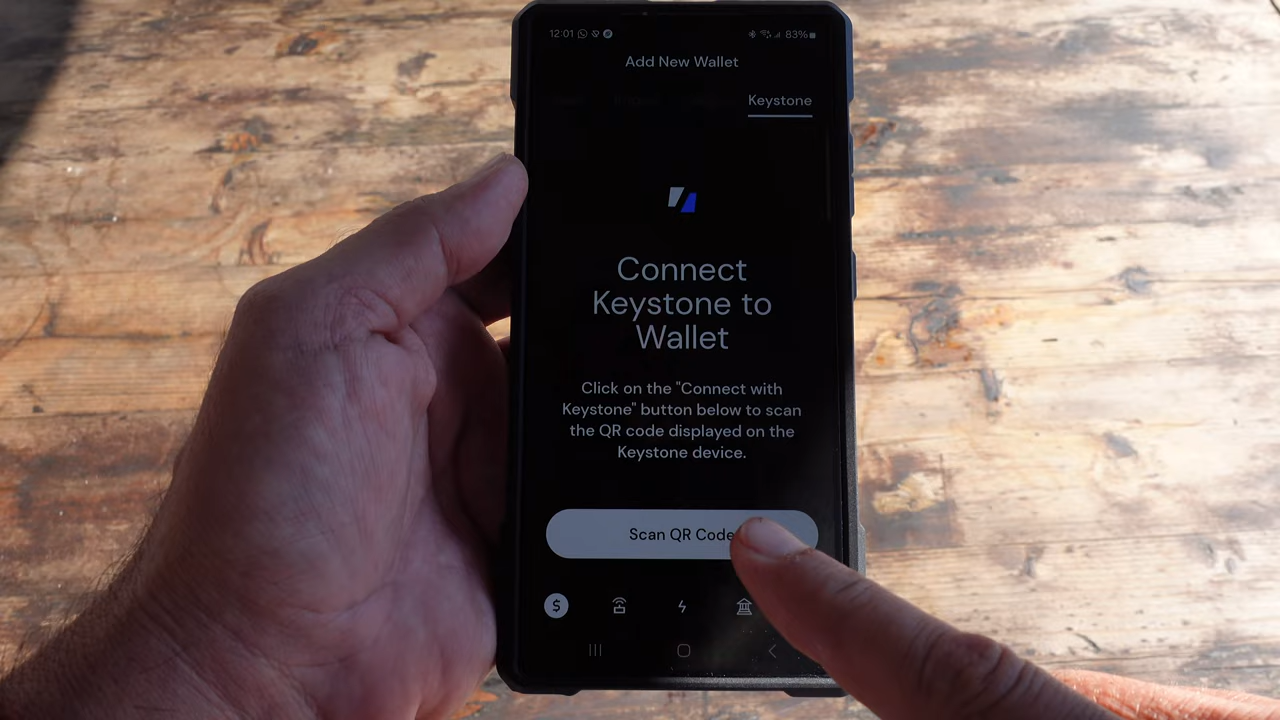 12:01
83%
Add New Wallet
Keystone
Connect
Keystone to
Wallet
Click on the "Connect with
Keystone" button below to scan
the QR code displayed on the
Keystone device.
Scan QR Code
$